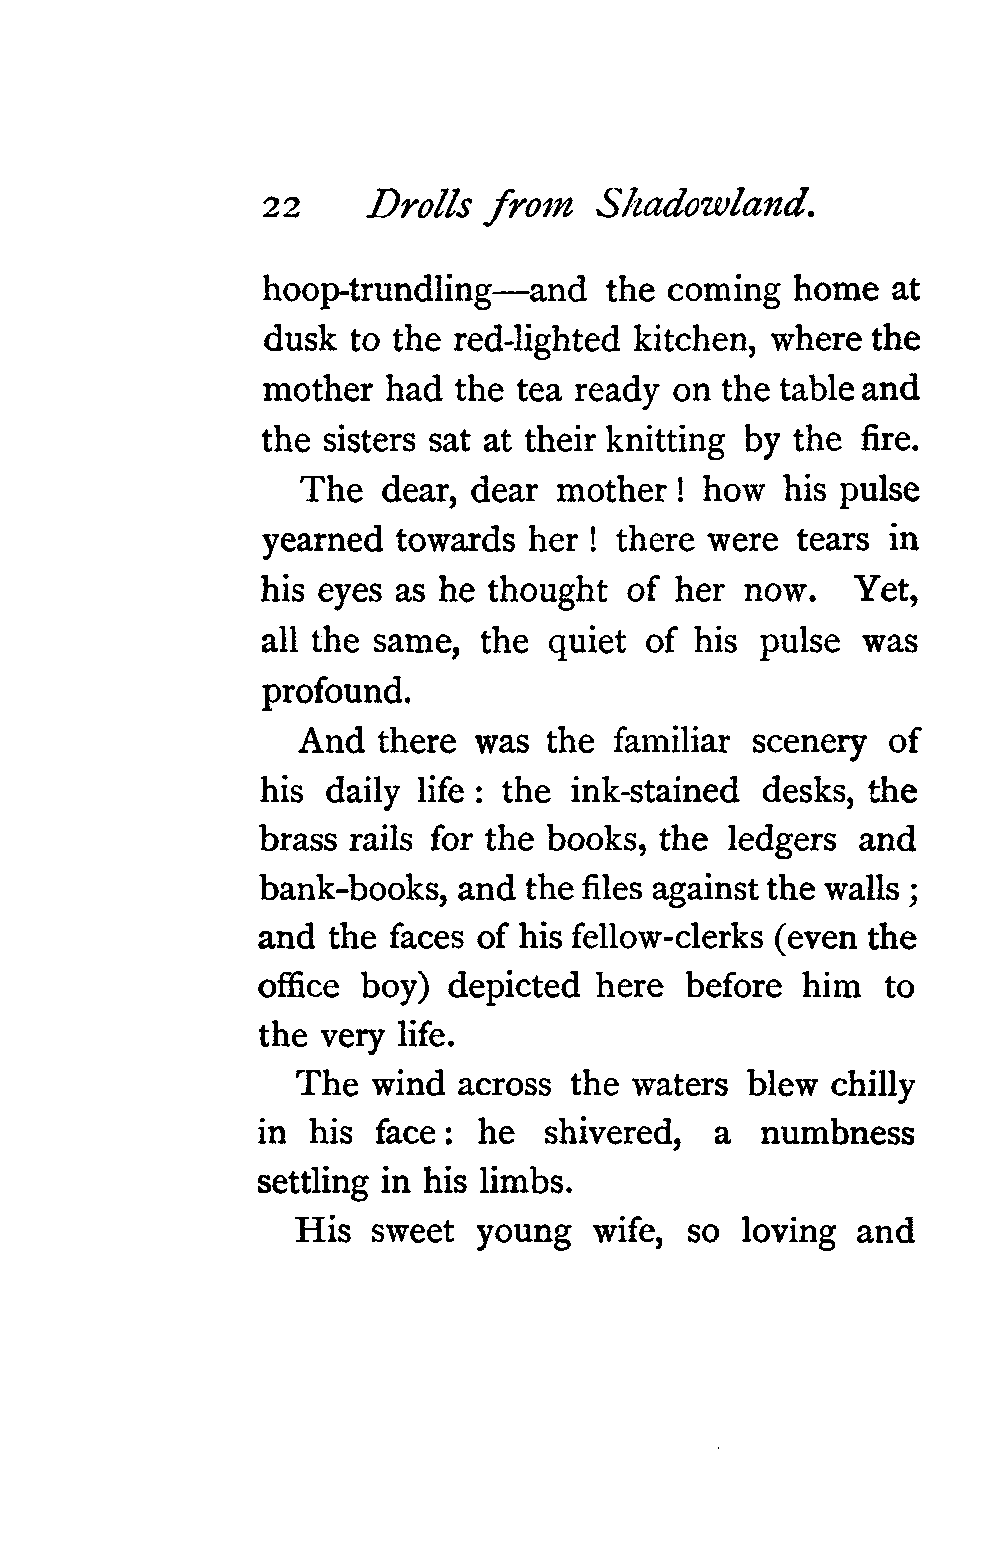 22 Drolls from Shadowland.
hoop-trundling—and the coming home at
dusk to the red-lighted kitchen, where the
mother had the tea ready on the table and
the sisters sat at their knitting by the fire.
The dear, dear mother ! how his pulse
yearned towards her ! there were tears in
his eyes as he thought of her now. Yet,
all the same, the quiet of his pulse was
profound.
And there was the familiar scenery of
his daily life : the ink-stained desks, the
brass rails for the books, the ledgers and
bank-books, and the files against the walls ;
and the faces of his fellow-clerks (even the
office boy) depicted here before him to
the very life.
The wind across the waters blew chilly
in his face : he shivered, a numbness
settling in his limbs.
His sweet young wife, so loving and